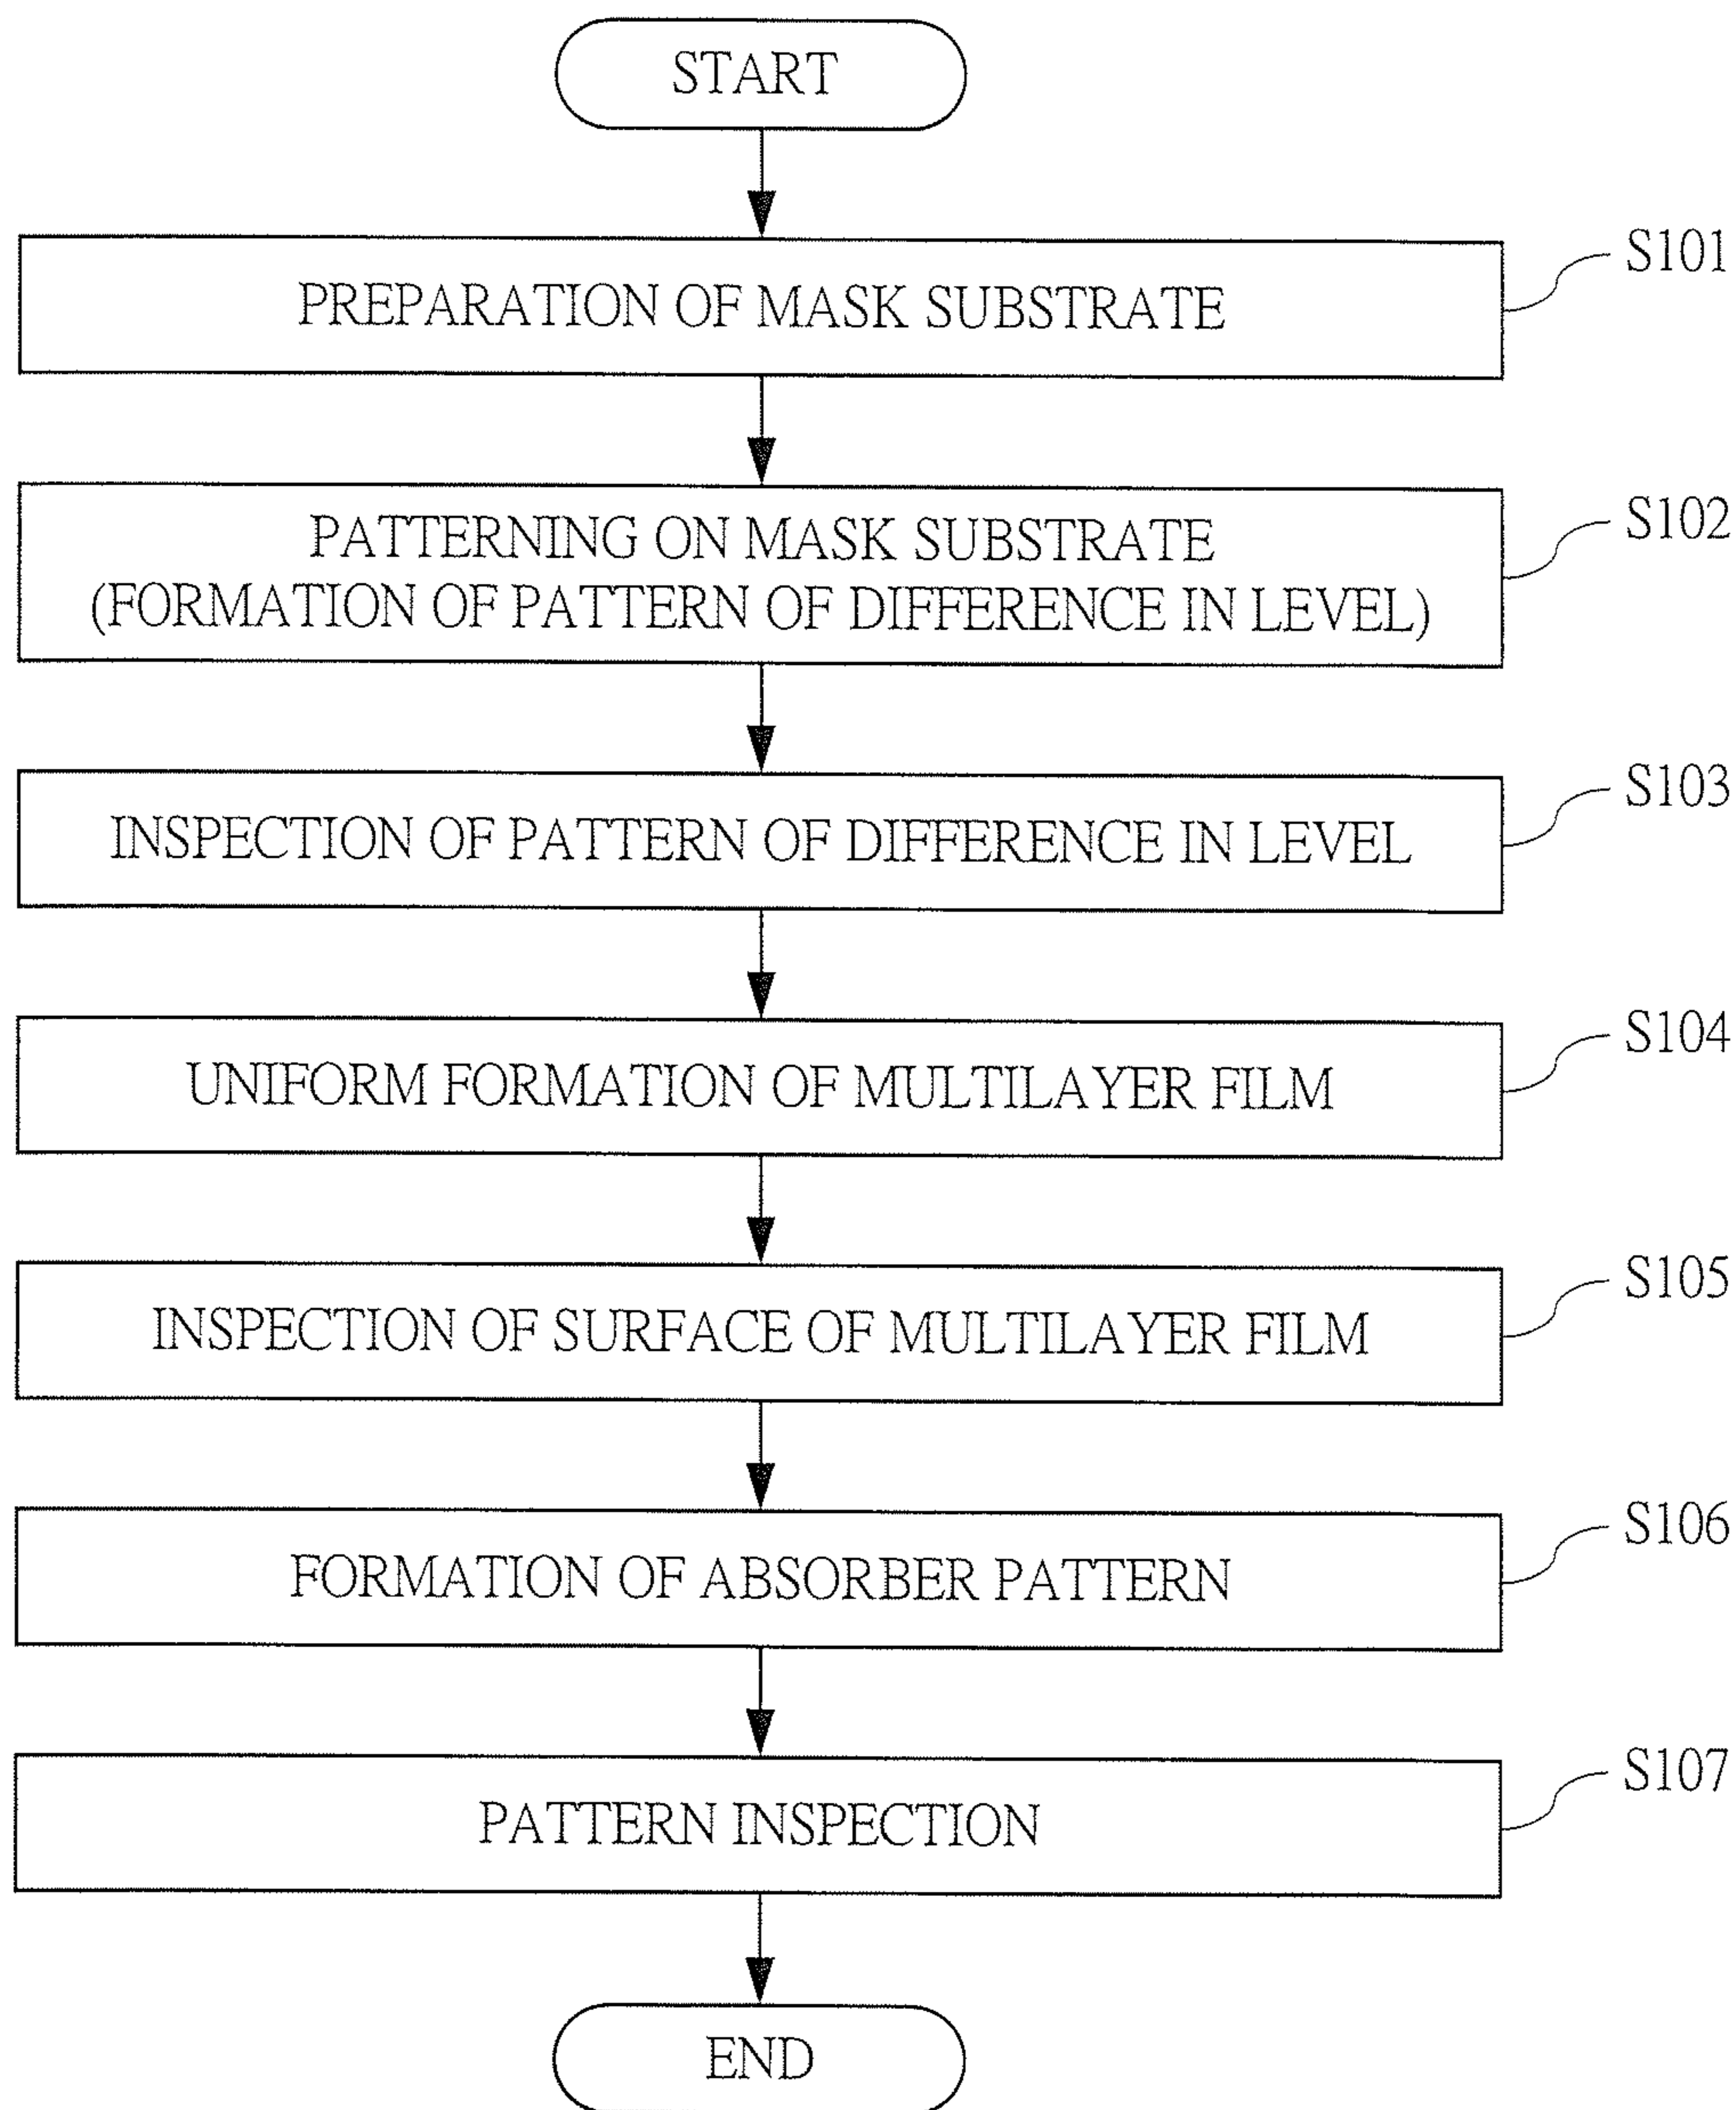 START
PREPARATION OF MASK SUBSTRATE
S101
PATTERNING ON MASK SUBSTRATE
(FORMATION OF PATTERN OF DIFFERENCE IN LEVEL)
S102
INSPECTION OF PATTERN OF DIFFERENCE IN LEVEL
S103
UNIFORM FORMATION OF MULTILAYER FILM
S104
INSPECTION OF SURFACE OF MULTILAYER FILM
S105
FORMATION OF ABSORBER PATTERN
S106
PATTERN INSPECTION
S107
END